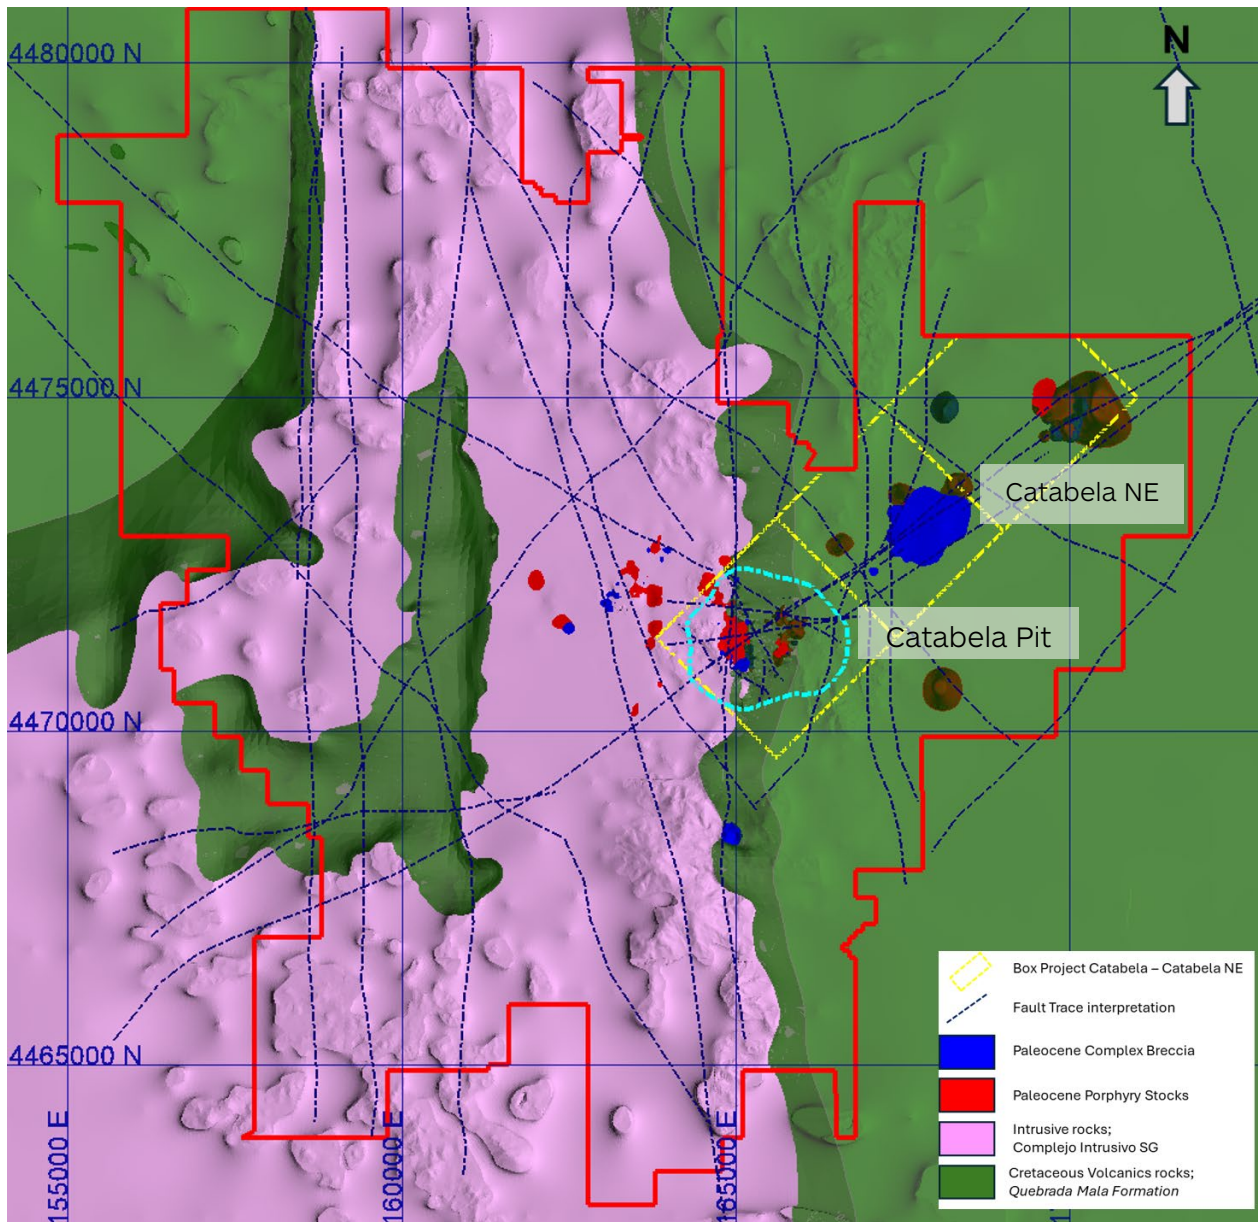 4480000 N
N
4475000 N
Catabela NE
Catabela Pit
4470000 N
Box Project Catabela – Catabela NE
Fault Trace interpretation
4465000 N
Paleocene Complex Breccia
Paleocene Porphyry Stocks
Intrusive rocks;
Complejo Intrusivo SG
Cretaceous Volcanics rocks;
Quebrada Mala Formation
155000 E
160000 E
165000 E